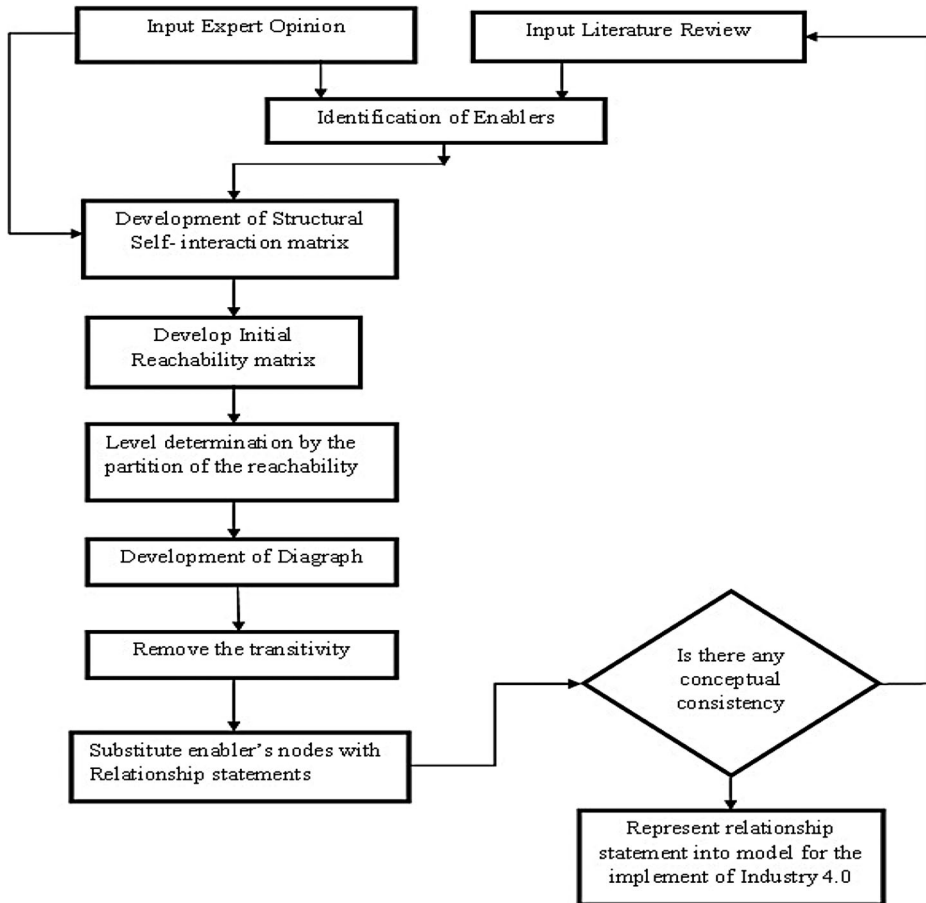 Input Expert Opinion
Input Literature Review
Identification of Enablers
Development of Structural
Self- interaction matrix
Develop Initial
Reachability matrix
Level determination by the
partition of the reachability
Development of Diagraph
Remove the transitivity
Substitute enabler’s nodes with
Relationship statements
Is there any
conceptual
consistency
Represent relationship
statement into model for the
implement of Industry 4.0